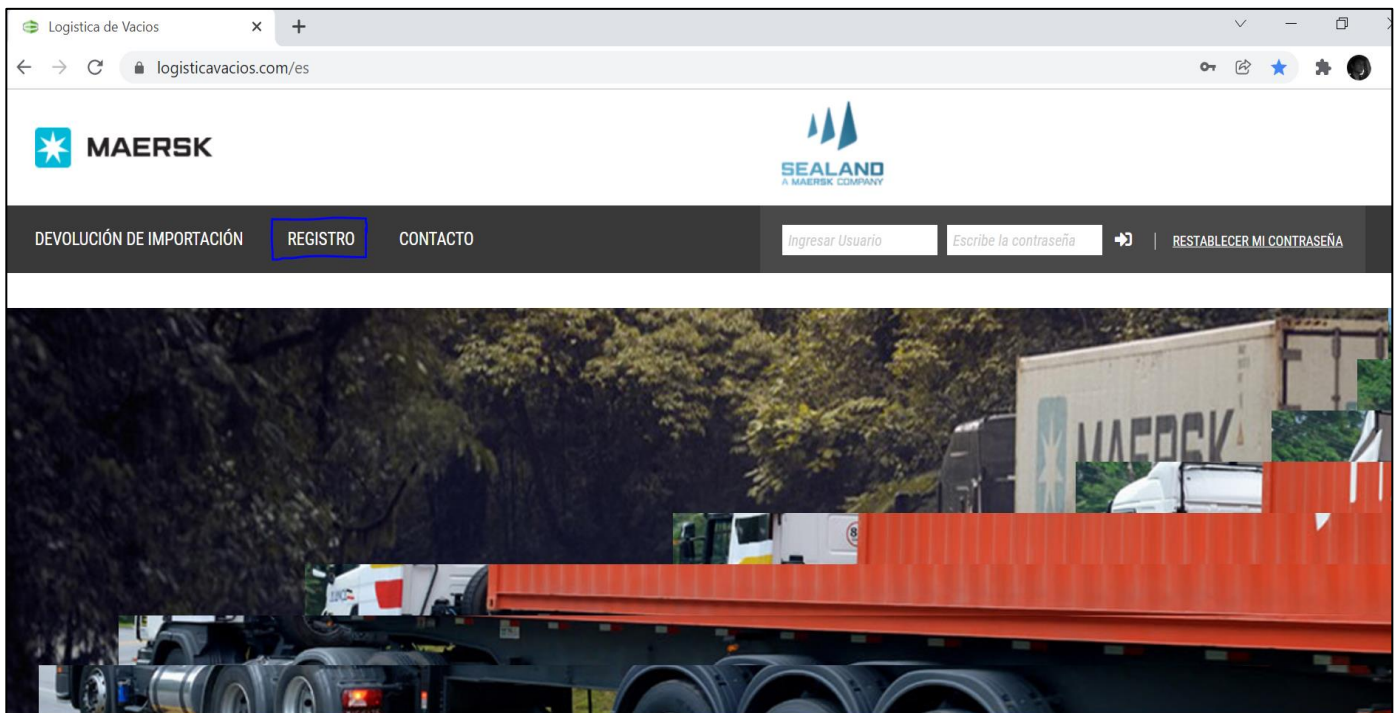 Logistica de Vacios
logisticavacios.com/es
MAERSK
SEALAND
A MAERSK COMPANY
DEVOLUCIÓN DE IMPORTACIÓN REGISTRO CONTACTO Ingresar Usuario Escribe la contraseña | RESTABLECER MI CONTRASEÑA
MAERSK